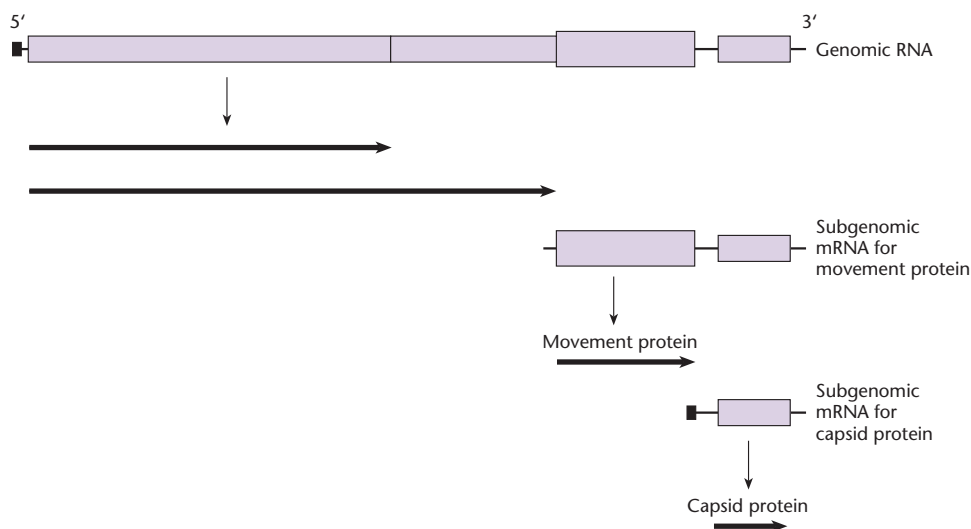 5‘
3‘
Genomic RNA
Subgenomic
mRNA for
movement protein
Movement protein
Subgenomic
mRNA for
capsid protein
Capsid protein